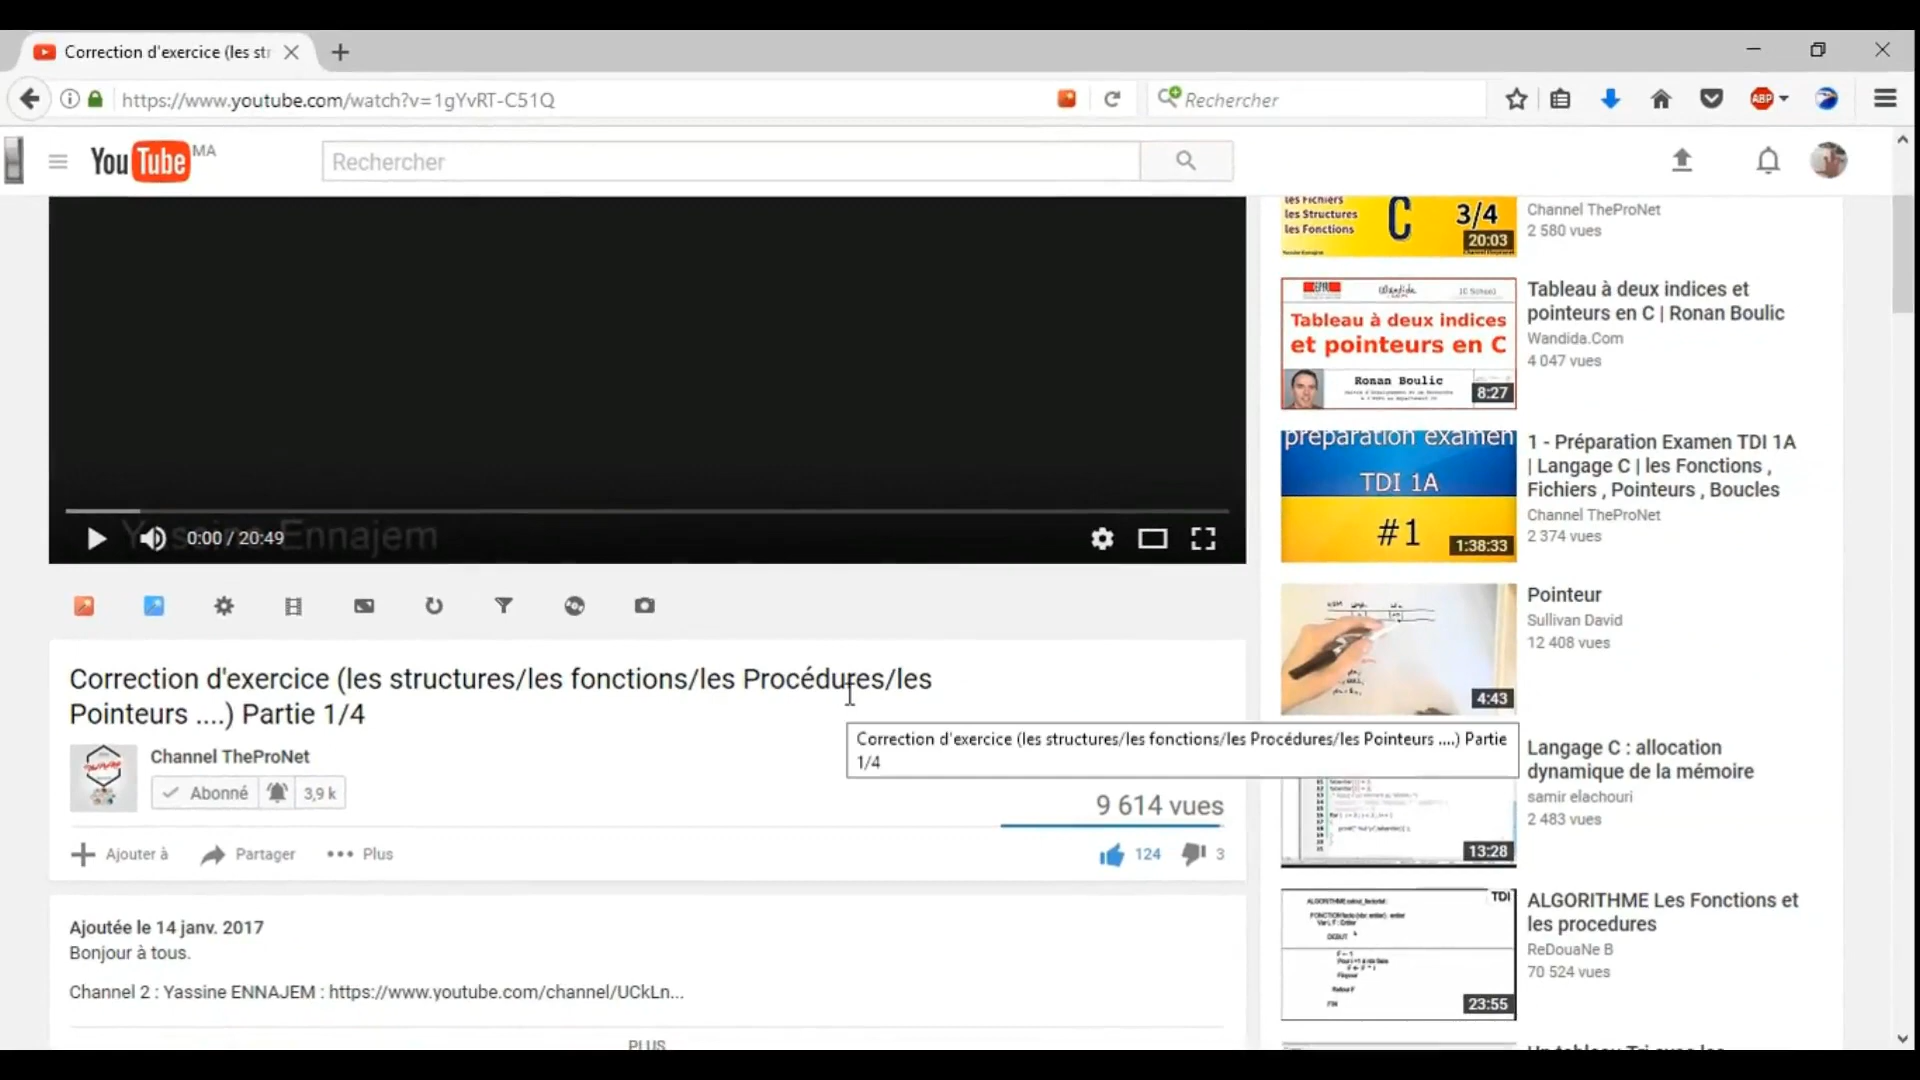 Correction d'exercice (les str
https://www.youtube.com/watch?v=1gYvRT-C51Q
Rechercher
ABP
YouTube MA
Rechercher
Yassine Ennajem
0:00 / 20:49
Correction d'exercice (les structures/les fonctions/les Procédures/les
Pointeurs ....) Partie 1/4
Correction d'exercice (les structures/les fonctions/les Procédures/les Pointeurs ....) Partie
1/4
Channel TheProNet
Abonné
3,9 k
9 614 vues
Ajouter à
Partager
Plus
124
3
Ajoutée le 14 janv. 2017
Bonjour à tous.
Channel 2 : Yassine ENNAJEM : https://www.youtube.com/channel/UCkLn...
PLUS
les Fichiers
les Structures
les Fonctions
C
3/4
20:03
Channel TheProNet
2 580 vues
Tableau à deux indices
et pointeurs en C
Ronan Boulic
8:27
Tableau à deux indices et
pointeurs en C | Ronan Boulic
Wandida.Com
4 047 vues
preparation examen
TDI 1A
#1
1:38:33
1 - Préparation Examen TDI 1A
| Langage C | les Fonctions ,
Fichiers , Pointeurs , Boucles
Channel TheProNet
2 374 vues
4:43
Pointeur
Sullivan David
12 408 vues
13:28
Langage C : allocation
dynamique de la mémoire
samir elachouri
2 483 vues
TDI
23:55
ALGORITHME Les Fonctions et
les procedures
ReDouaNe B
70 524 vues